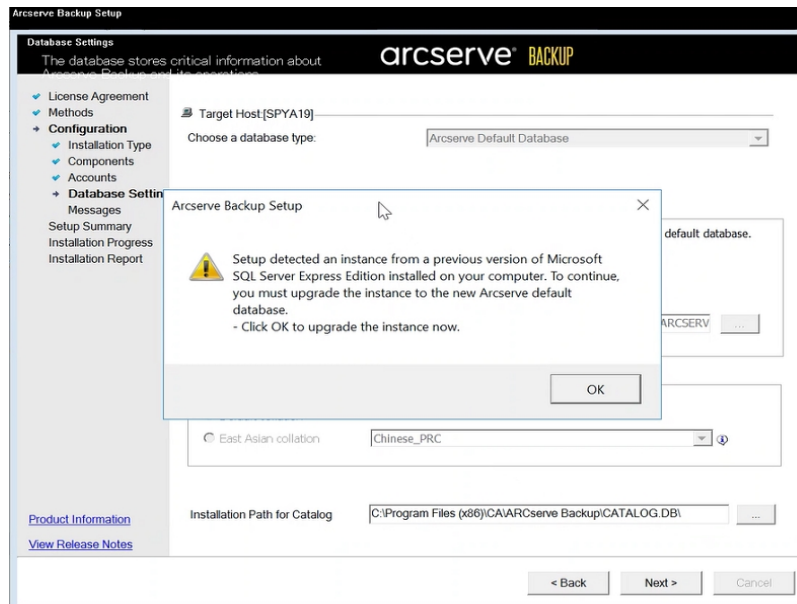 Arcserve Backup Setup
Database Settings
The database stores critical information about
Arcserve Backup and its operations.
arcserve® BACKUP
License Agreement
Methods
Configuration
Installation Type
Components
Accounts
Database Settin
Messages
Setup Summary
Installation Progress
Installation Report
Product Information
View Release Notes
Target Host:[SPYA19]
Choose a database type:
Arcserve Default Database
default database.
ARCSERV
...
Arcserve Backup Setup
Setup detected an instance from a previous version of Microsoft
SQL Server Express Edition installed on your computer. To continue,
you must upgrade the instance to the new Arcserve default
database.
- Click OK to upgrade the instance now.
OK
East Asian collation
Chinese_PRC
Installation Path for Catalog
C:\Program Files (x86)\CA\ARCserve Backup\CATALOG.DB\
...
< Back
Next >
Cancel